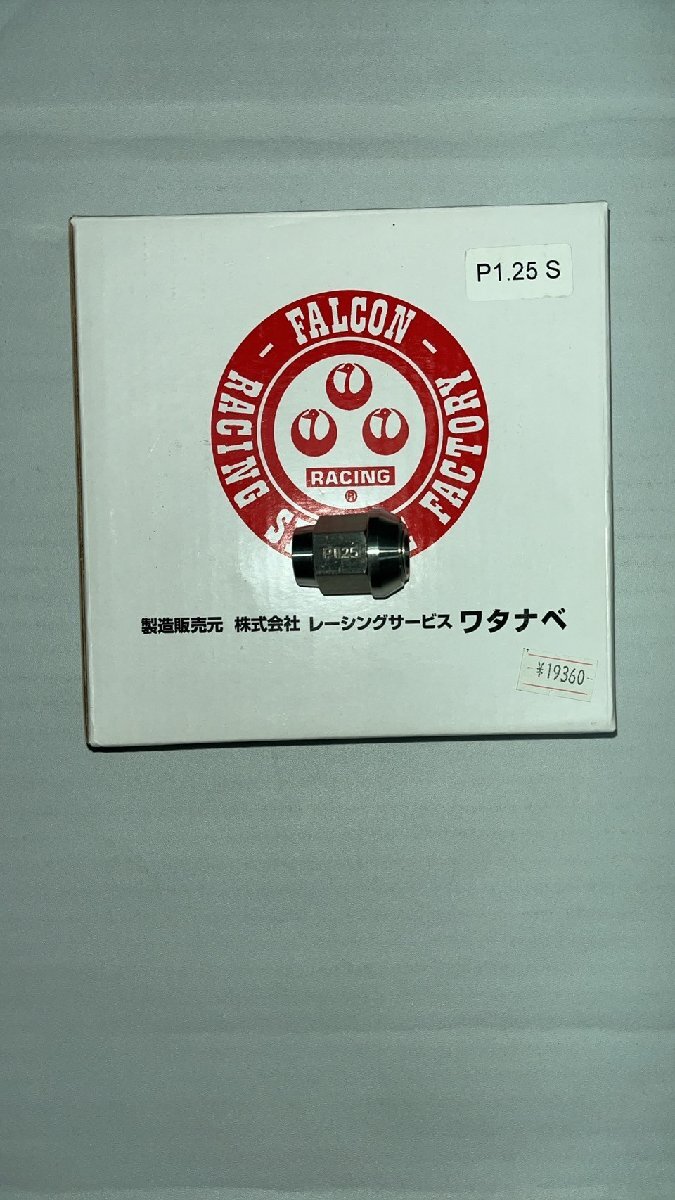 P1.25 S
- FALCON -
RACING
FACTORY
RACING
P1.25
製造販売元 株式会社 レーシングサービス ワタナベ
¥19360